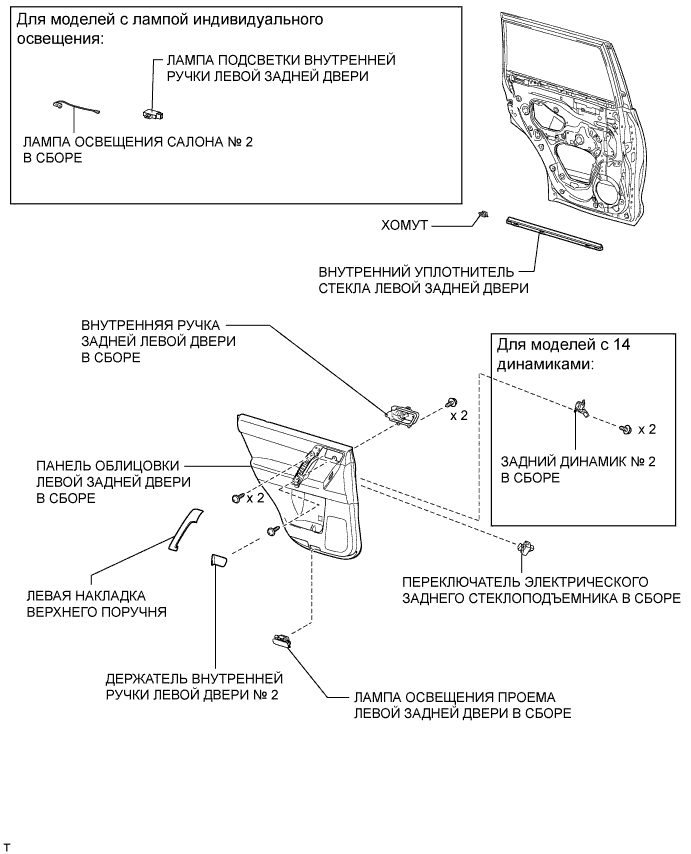 Для моделей с лампой индивидуального
освещения:
ЛАМПА ПОДСВЕТКИ ВНУТРЕННЕЙ
РУЧКИ ЛЕВОЙ ЗАДНЕЙ ДВЕРИ
ЛАМПА ОСВЕЩЕНИЯ САЛОНА № 2
В СБОРЕ
ХОМУТ
ВНУТРЕННИЙ УПЛОТНИТЕЛЬ
СТЕКЛА ЛЕВОЙ ЗАДНЕЙ ДВЕРИ
ВНУТРЕННЯЯ РУЧКА
ЗАДНЕЙ ЛЕВОЙ ДВЕРИ
В СБОРЕ
x 2
Для моделей с 14
динамиками:
x 2
ЗАДНИЙ ДИНАМИК № 2
В СБОРЕ
ПАНЕЛЬ ОБЛИЦОВКИ
ЛЕВОЙ ЗАДНЕЙ ДВЕРИ
В СБОРЕ
x 2
ЛЕВАЯ НАКЛАДКА
ВЕРХНЕГО ПОРУЧНЯ
ПЕРЕКЛЮЧАТЕЛЬ ЭЛЕКТРИЧЕСКОГО
ЗАДНЕГО СТЕКЛОПОДЪЕМНИКА В СБОРЕ
ДЕРЖАТЕЛЬ ВНУТРЕННЕЙ
РУЧКИ ЛЕВОЙ ДВЕРИ № 2
ЛАМПА ОСВЕЩЕНИЯ ПРОЕМА
ЛЕВОЙ ЗАДНЕЙ ДВЕРИ В СБОРЕ
T